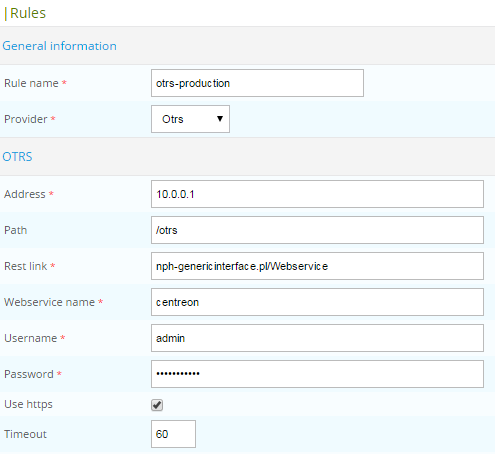 |Rules
General information
Rule name *
otrs-production
Provider *
Otrs
OTRS
Address *
10.0.0.1
Path
/otrs
Rest link *
nph-genericinterface.pl/Webservice
Webservice name *
centreon
Username *
admin
Password *
•••••••••••
Use https
Timeout
60